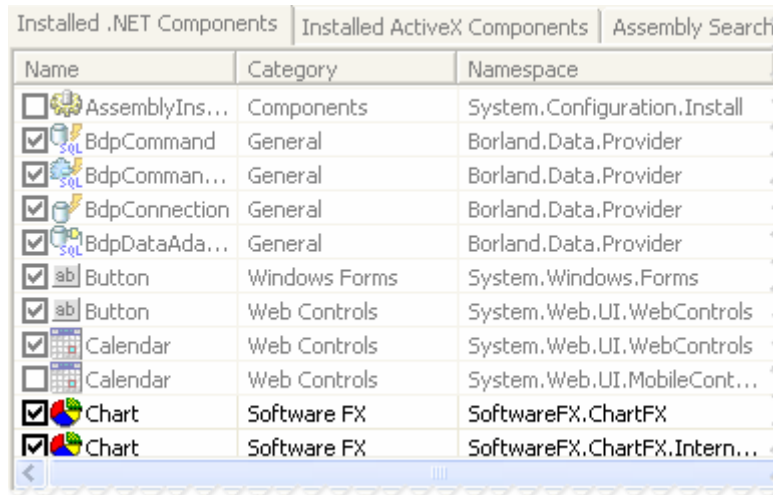 Installed .NET Components Installed ActiveX Components Assembly Search
Name Category Namespace
AssemblyIns... Components System.Configuration.Install
BdpCommand General Borland.Data.Provider
BdpComman... General Borland.Data.Provider
BdpConnection General Borland.Data.Provider
BdpDataAda... General Borland.Data.Provider
ab Button Windows Forms System.Windows.Forms
ab Button Web Controls System.Web.UI.WebControls
Calendar Web Controls System.Web.UI.WebControls
Calendar Web Controls System.Web.UI.MobileCont...
Chart Software FX SoftwareFX.ChartFX
Chart Software FX SoftwareFX.ChartFX.Intern...